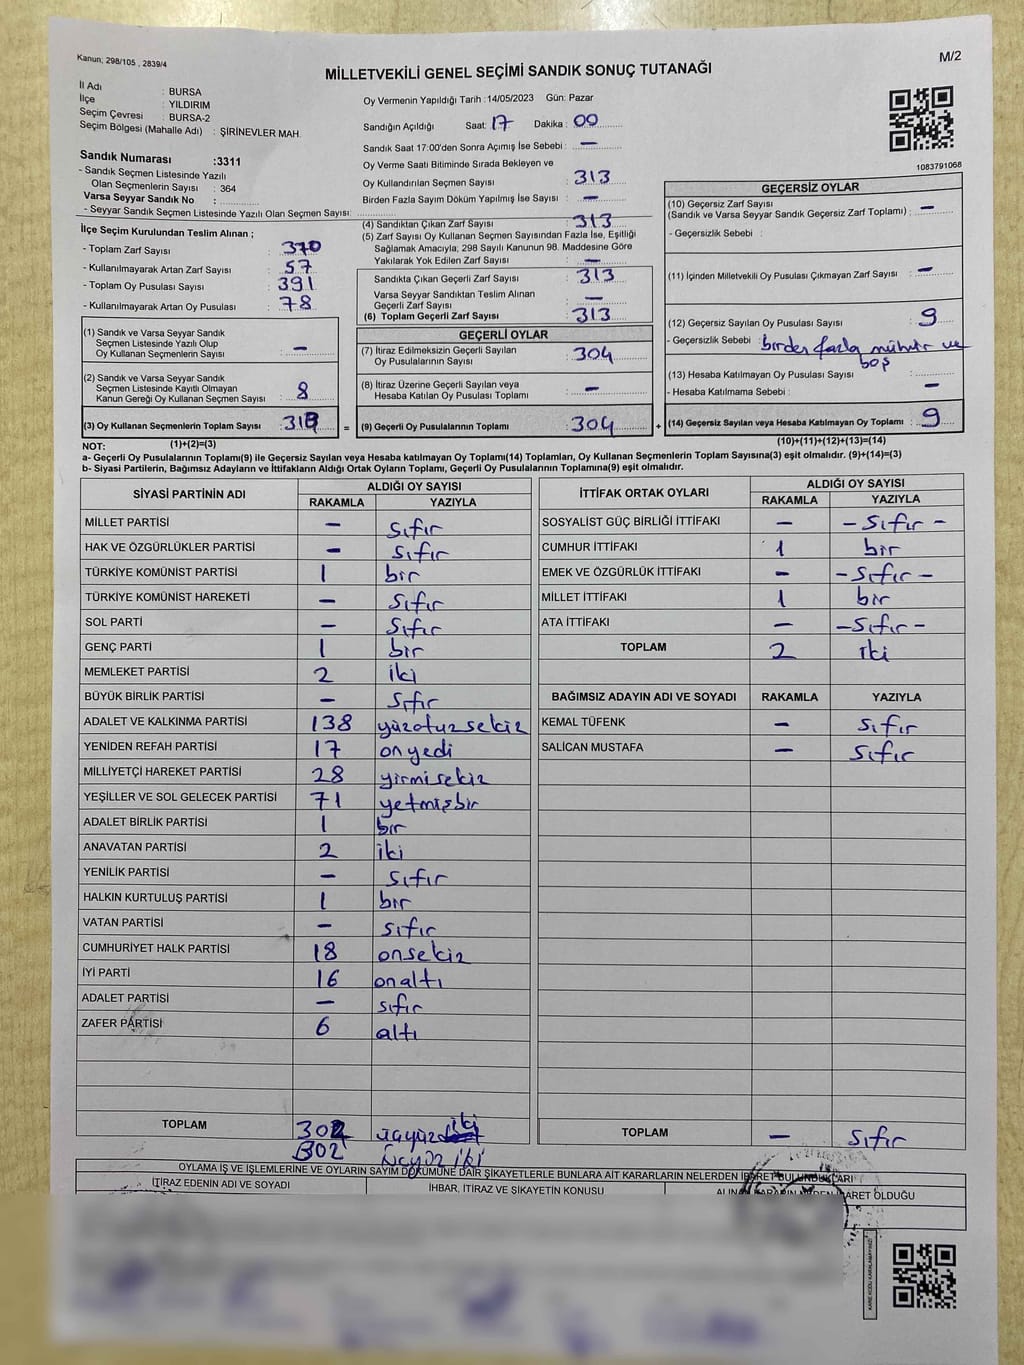 Kanun; 298/105 , 2839/4
M/2
MİLLETVEKİLİ GENEL SEÇİMİ SANDIK SONUÇ TUTANAĞI
İl Adı : BURSA
İlçe : YILDIRIM
Seçim Çevresi : BURSA-2
Seçim Bölgesi (Mahalle Adı) : ŞİRİNEVLER MAH.
Sandık Numarası :3311
- Sandık Seçmen Listesinde Yazılı
Olan Seçmenlerin Sayısı : 364
Varsa Seyyar Sandık No :
- Seyyar Sandık Seçmen Listesinde Yazılı Olan Seçmen Sayısı:
Oy Vermenin Yapıldığı Tarih :14/05/2023 Gün: Pazar
Sandığın Açıldığı Saat: 17 Dakika : 00
Sandık Saat 17:00'den Sonra Açımış İse Sebebi : -
Oy Verme Saati Bitiminde Sırada Bekleyen ve
Oy Kullandırılan Seçmen Sayısı : 313
Birden Fazla Sayım Döküm Yapılmış İse Sayısı : -
1083791068
İlçe Seçim Kurulundan Teslim Alınan ;
- Toplam Zarf Sayısı : 370
- Kullanılmayarak Artan Zarf Sayısı : 57
- Toplam Oy Pusulası Sayısı : 391
- Kullanılmayarak Artan Oy Pusulası : 78
(1) Sandık ve Varsa Seyyar Sandık
Seçmen Listesinde Yazılı Olup
Oy Kullanan Seçmenlerin Sayısı : -
(2) Sandık ve Varsa Seyyar Sandık
Seçmen Listesinde Kayıtlı Olmayan
Kanun Gereği Oy Kullanan Seçmen Sayısı : 8
(3) Oy Kullanan Seçmenlerin Toplam Sayısı : 313
(1)+(2)=(3)
(4) Sandıktan Çıkan Zarf Sayısı : 313
(5) Zarf Sayısı Oy Kullanan Seçmen Sayısından Fazla İse, Eşitliği
Sağlamak Amacıyla; 298 Sayılı Kanunun 98. Maddesine Göre
Yakılarak Yok Edilen Zarf Sayısı : -
Sandıkta Çıkan Geçerli Zarf Sayısı : 313
Varsa Seyyar Sandıktan Teslim Alınan
Geçerli Zarf Sayısı : -
(6) Toplam Geçerli Zarf Sayısı : 313
GEÇERLİ OYLAR
(7) İtiraz Edilmeksizin Geçerli Sayılan
Oy Pusulalarının Sayısı : 304
(8) İtiraz Üzerine Geçerli Sayılan veya
Hesaba Katılan Oy Pusulası Toplamı : -
= (9) Geçerli Oy Pusulalarının Toplamı : 304
GEÇERSİZ OYLAR
(10) Geçersiz Zarf Sayısı
(Sandık ve Varsa Seyyar Sandık Geçersiz Zarf Toplamı) : -
- Geçersizlik Sebebi :
(11) İçinden Milletvekili Oy Pusulası Çıkmayan Zarf Sayısı : -
(12) Geçersiz Sayılan Oy Pusulası Sayısı : 9
- Geçersizlik Sebebi : birden fazla mühür ve
boş
(13) Hesaba Katılmayan Oy Pusulası Sayısı : -
- Hesaba Katılmama Sebebi :
+ (14) Geçersiz Sayılan veya Hesaba Katılmayan Oy Toplamı : 9
(10)+(11)+(12)+(13)=(14)
NOT:
a- Geçerli Oy Pusulalarının Toplamı(9) ile Geçersiz Sayılan veya Hesaba Katılmayan Oy Toplamı(14) Toplamları, Oy Kullanan Seçmenlerin Toplam Sayısına(3) eşit olmalıdır. (9)+(14)=(3)
b- Siyasi Partilerin, Bağımsız Adayların ve İttifakların Aldığı Ortak Oyların Toplamı, Geçerli Oy Pusulalarının Toplamına(9) eşit olmalıdır.
SİYASİ PARTİNİN ADI ALDIĞI OY SAYISI
RAKAMLA YAZIYLA
MİLLET PARTİSİ - sıfır
HAK VE ÖZGÜRLÜKLER PARTİSİ - sıfır
TÜRKİYE KOMÜNİST PARTİSİ 1 bir
TÜRKİYE KOMÜNİST HAREKETİ - sıfır
SOL PARTİ - sıfır
GENÇ PARTİ 1 bir
MEMLEKET PARTİSİ 2 iki
BÜYÜK BİRLİK PARTİSİ - sıfır
ADALET VE KALKINMA PARTİSİ 138 yüzotuzsekiz
YENİDEN REFAH PARTİSİ 17 onyedi
MİLLİYETÇİ HAREKET PARTİSİ 28 yirmisekiz
YEŞİLLER VE SOL GELECEK PARTİSİ 71 yetmişbir
ADALET BİRLİK PARTİSİ 1 bir
ANAVATAN PARTİSİ 2 iki
YENİLİK PARTİSİ - sıfır
HALKIN KURTULUŞ PARTİSİ 1 bir
VATAN PARTİSİ - sıfır
CUMHURİYET HALK PARTİSİ 18 onsekiz
İYİ PARTİ 16 onaltı
ADALET PARTİSİ - sıfır
ZAFER PARTİSİ 6 altı
TOPLAM 302 üçyüz iki
302 üçyüz iki
İTTİFAK ORTAK OYLARI ALDIĞI OY SAYISI
RAKAMLA YAZIYLA
SOSYALİST GÜÇ BİRLİĞİ İTTİFAKI - -sıfır-
CUMHUR İTTİFAKI 1 bir
EMEK VE ÖZGÜRLÜK İTTİFAKI - -sıfır-
MİLLET İTTİFAKI 1 bir
ATA İTTİFAKI - -sıfır-
TOPLAM 2 iki
BAĞIMSIZ ADAYIN ADI VE SOYADI RAKAMLA YAZIYLA
KEMAL TÜFENK - sıfır
SALİCAN MUSTAFA - sıfır
TOPLAM - sıfır
OYLAMA İŞ VE İŞLEMLERİNE VE OYLARIN SAYIM DÖKÜMÜNE DAİR ŞİKAYETLERLE BUNLARA AİT KARARLARIN NELERDEN İBARET BULUNDUKLARI
İTİRAZ EDENİN ADI VE SOYADI İHBAR, İTİRAZ VE ŞİKAYETİN KONUSU ALINAN KARARIN NEDEN İBARET OLDUĞU
KARE KODU KARALAMAYINIZ!